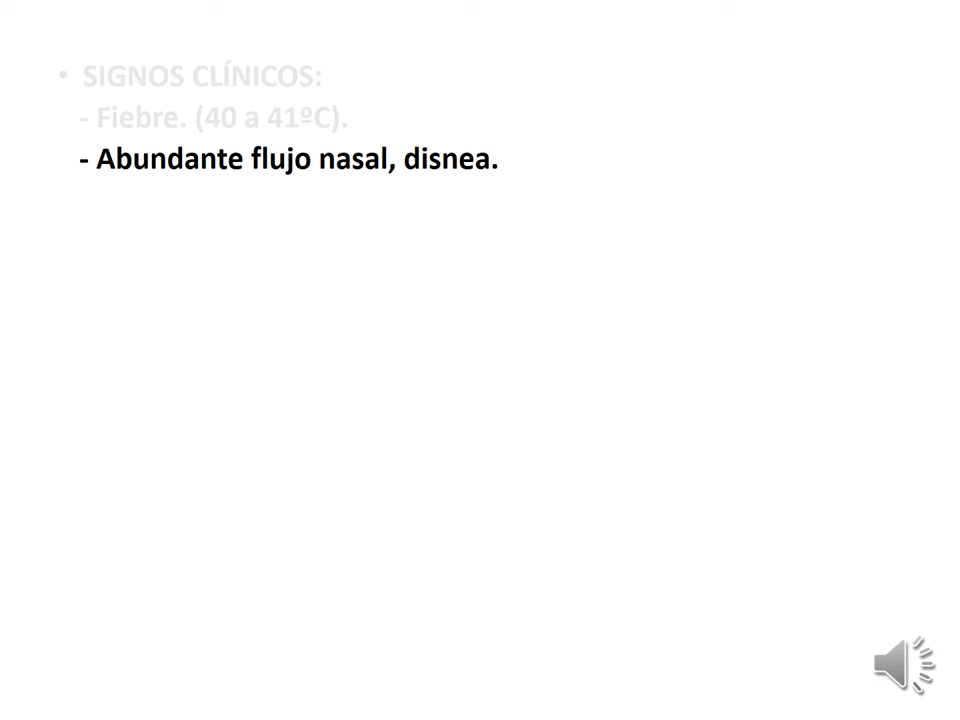 • SIGNOS CLÍNICOS:
- Fiebre. (40 a 41ºC).
- Abundante flujo nasal, disnea.